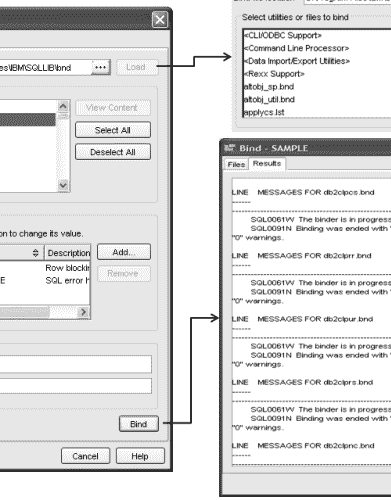 es\IBM\SQLLIB\bnd
...
Load
View Content
Select All
Deselect All
on to change its value.
Description
Add...
Row blockin
E SQL error h
Remove
Bind
Cancel
Help
Select utilities or files to bind
<CLI/ODBC Support>
<Command Line Processor>
<Data Import/Export Utilities>
<Rexx Support>
altobj_sp.bnd
altobj_util.bnd
applycs.lst
Bind - SAMPLE
Files Results
LINE MESSAGES FOR db2clpcs.bnd
------
SQL0061W The binder is in progress
SQL0091N Binding was ended with "
"0" warnings.
LINE MESSAGES FOR db2clprr.bnd
------
SQL0061W The binder is in progress
SQL0091N Binding was ended with "
"0" warnings.
LINE MESSAGES FOR db2clpur.bnd
------
SQL0061W The binder is in progress
SQL0091N Binding was ended with "
"0" warnings.
LINE MESSAGES FOR db2clprs.bnd
------
SQL0061W The binder is in progress
SQL0091N Binding was ended with "
"0" warnings.
LINE MESSAGES FOR db2clpnc.bnd
------